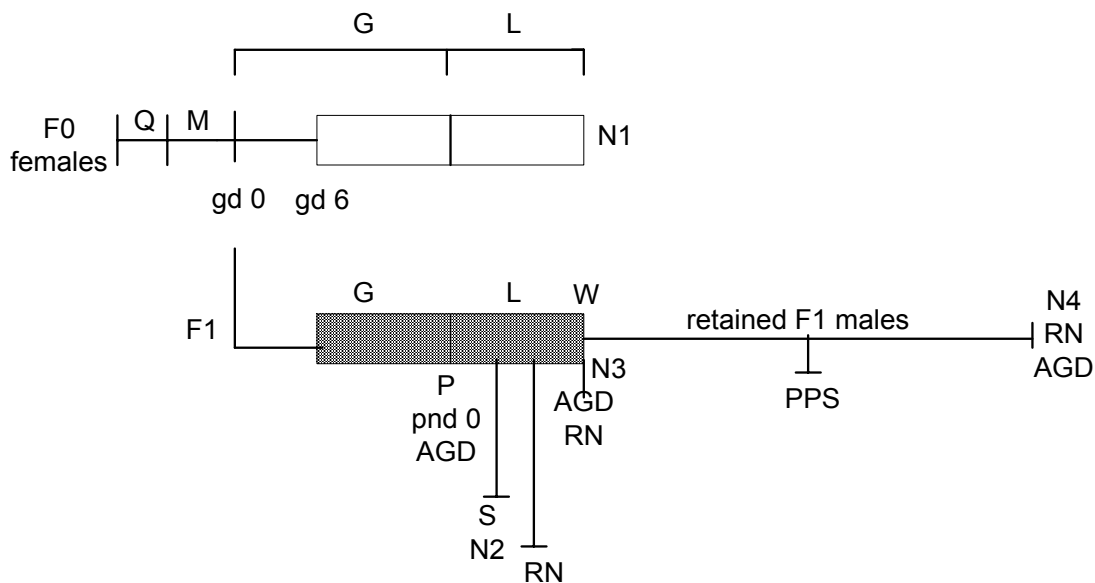 G L
Q M
F0
females
N1
gd 0 gd 6
G L W
F1
retained F1 males
N4
RN
AGD
P
pnd 0
AGD
N3
AGD
RN
PPS
S
N2
RN